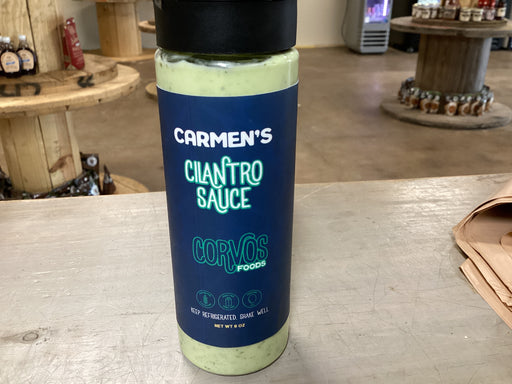 CARMEN'S
CILANTRO
SAUCE
CORVOS
FOODS
KEEP REFRIGERATED. SHAKE WELL
NET WT 8 OZ